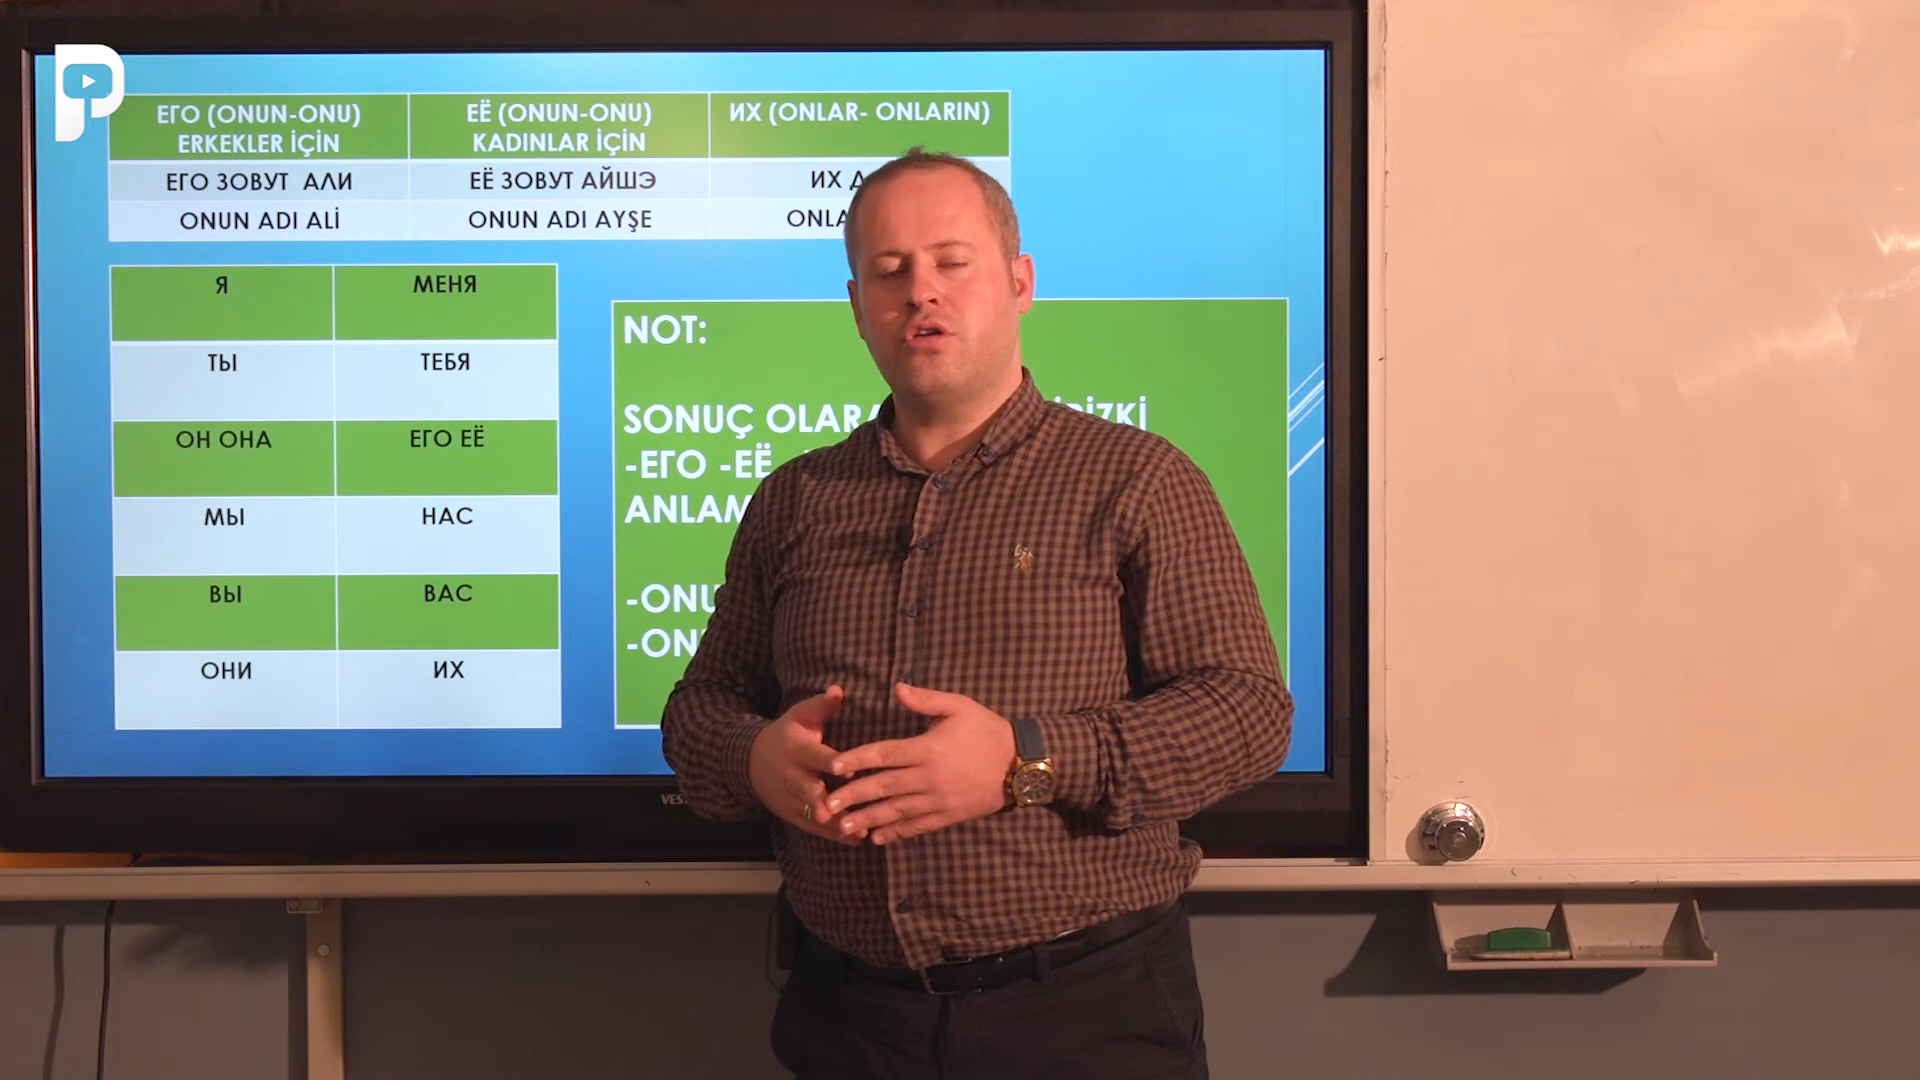 ЕГО (ONUN-ONU)
ERKEKLER İÇİN
ЕЁ (ONUN-ONU)
KADINLAR İÇİN
ИХ (ONLAR- ONLARIN)
ЕГО ЗОВУТ АЛИ
ЕЁ ЗОВУТ АЙШЭ
ИХ
ONUN ADI ALİ
ONUN ADI AYŞE
Я
МЕНЯ
ТЫ
ТЕБЯ
ОН ОНА
ЕГО ЕЁ
МЫ
НАС
ВЫ
ВАС
ОНИ
ИХ
NOT:
SONUÇ
-ЕГО -ЕЁ